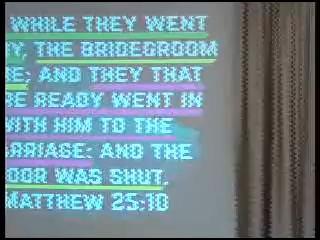 WHILE THEY WENT
THE BRIDEGROOM
AND THEY THAT
READY WENT IN
WITH HIM TO THE
AND THE
WAS SHUT.
MATTHEW 25:10